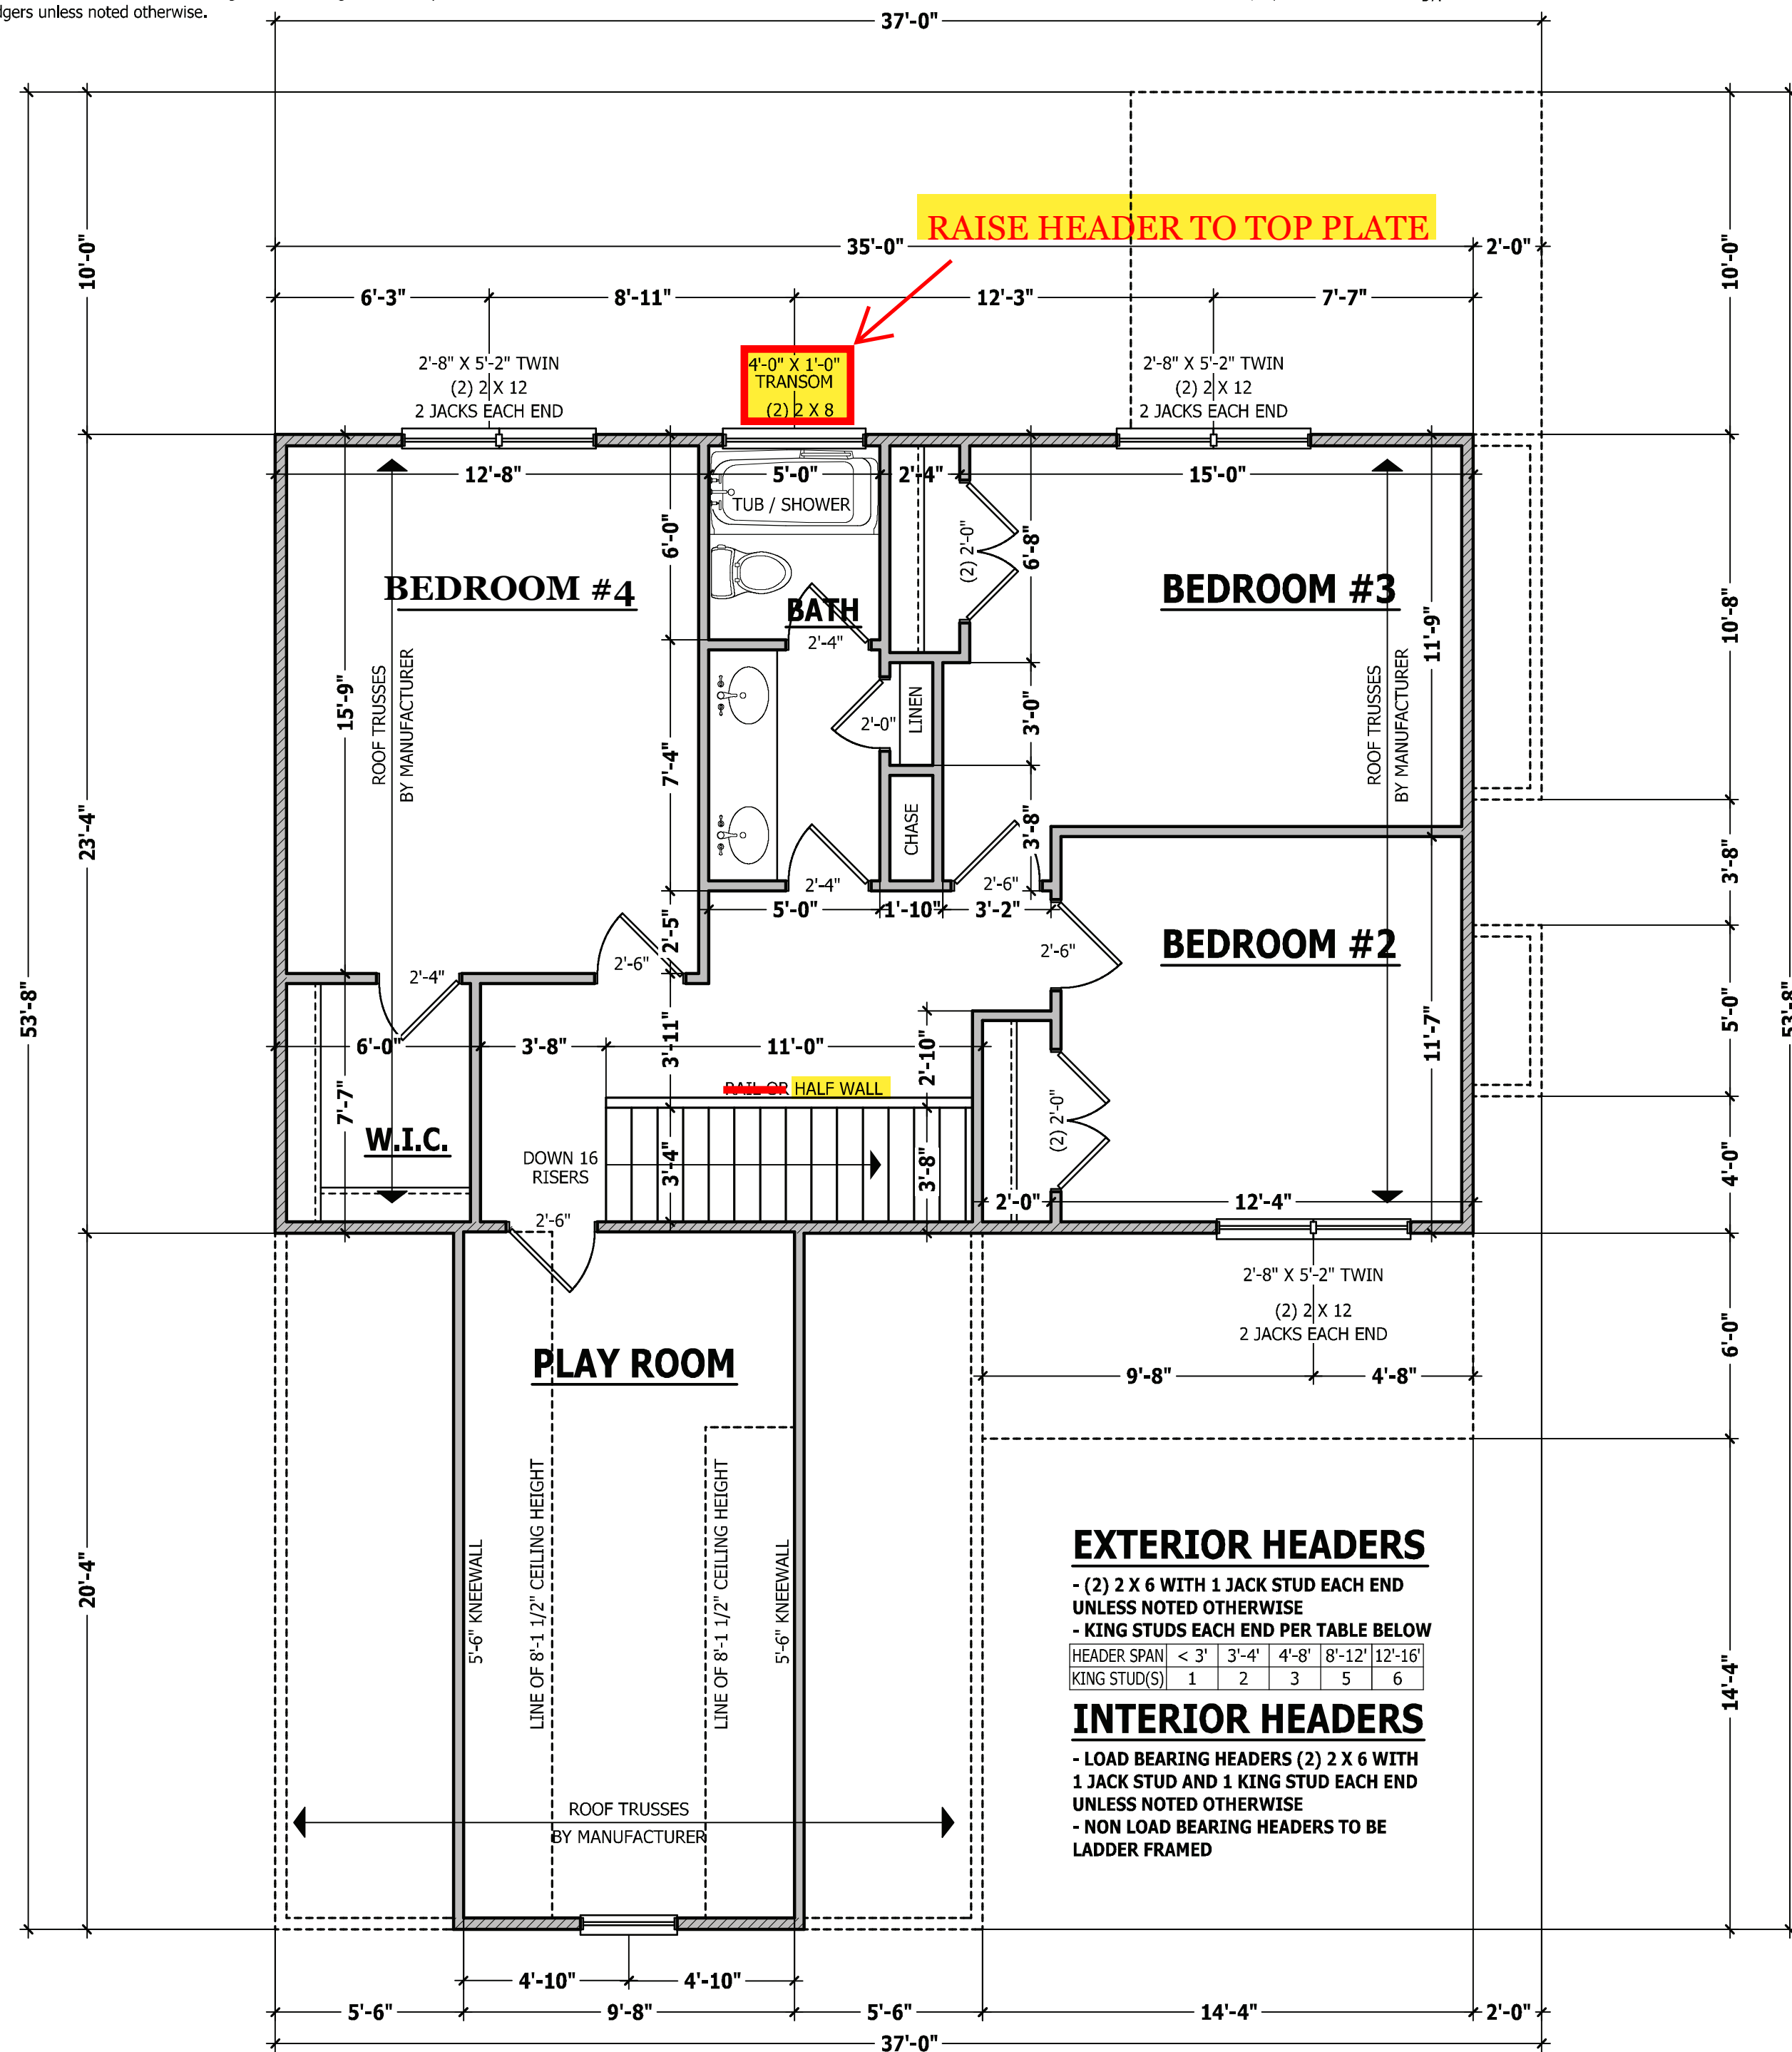 dgers unless noted otherwise.
37'-0"
RAISE HEADER TO TOP PLATE
35'-0"
2'-0"
6'-3"
8'-11"
12'-3"
7'-7"
10'-0"
10'-0"
2'-8" X 5'-2" TWIN
(2) 2 X 12
2 JACKS EACH END
4'-0" X 1'-0"
TRANSOM
(2) 2 X 8
2'-8" X 5'-2" TWIN
(2) 2 X 12
2 JACKS EACH END
12'-8"
5'-0"
2'-4"
15'-0"
TUB / SHOWER
6'-0"
(2) 2'-0"
6'-8"
BEDROOM #4
BATH
2'-4"
BEDROOM #3
10'-8"
11'-9"
15'-9"
ROOF TRUSSES
BY MANUFACTURER
ROOF TRUSSES
BY MANUFACTURER
2'-0"
LINEN
3'-0"
7'-4"
23'-4"
CHASE
3'-8"
3'-8"
2'-4"
2'-6"
5'-0"
1'-10"
3'-2"
2'-5"
2'-6"
2'-6"
BEDROOM #2
2'-4"
53'-8"
53'-8"
5'-0"
11'-7"
6'-0"
3'-8"
3'-11"
11'-0"
2'-10"
RAIL OR HALF WALL
7'-7"
(2) 2'-0"
W.I.C.
DOWN 16
RISERS
3'-4"
3'-8"
4'-0"
2'-0"
12'-4"
2'-6"
2'-8" X 5'-2" TWIN
(2) 2 X 12
2 JACKS EACH END
6'-0"
PLAY ROOM
9'-8"
4'-8"
5'-6" KNEEWALL
LINE OF 8'-1 1/2" CEILING HEIGHT
LINE OF 8'-1 1/2" CEILING HEIGHT
5'-6" KNEEWALL
20'-4"
14'-4"
EXTERIOR HEADERS
- (2) 2 X 6 WITH 1 JACK STUD EACH END
UNLESS NOTED OTHERWISE
- KING STUDS EACH END PER TABLE BELOW
HEADER SPAN < 3' 3'-4' 4'-8' 8'-12' 12'-16'
KING STUD(S) 1 2 3 5 6
INTERIOR HEADERS
- LOAD BEARING HEADERS (2) 2 X 6 WITH
1 JACK STUD AND 1 KING STUD EACH END
UNLESS NOTED OTHERWISE
- NON LOAD BEARING HEADERS TO BE
LADDER FRAMED
ROOF TRUSSES
BY MANUFACTURER
4'-10"
4'-10"
5'-6"
9'-8"
5'-6"
14'-4"
2'-0"
37'-0"